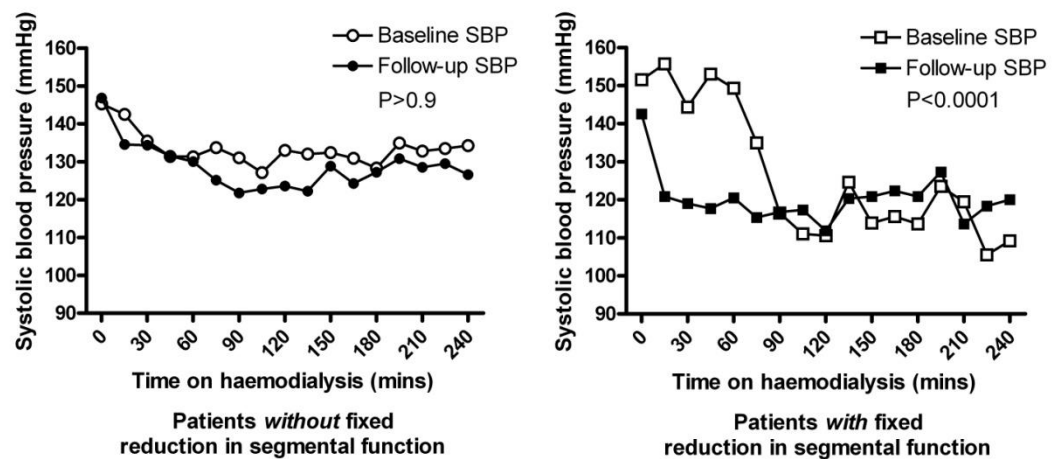 Baseline SBP
Follow-up SBP
P>0.9
Systolic blood pressure (mmHg)
160
150
140
130
120
110
100
90
0
30
60
90
120
150
180
210
240
Time on haemodialysis (mins)
Patients without fixed
reduction in segmental function
Baseline SBP
Follow-up SBP
P<0.0001
Systolic blood pressure (mmHg)
160
150
140
130
120
110
100
90
0
30
60
90
120
150
180
210
240
Time on haemodialysis (mins)
Patients with fixed
reduction in segmental function